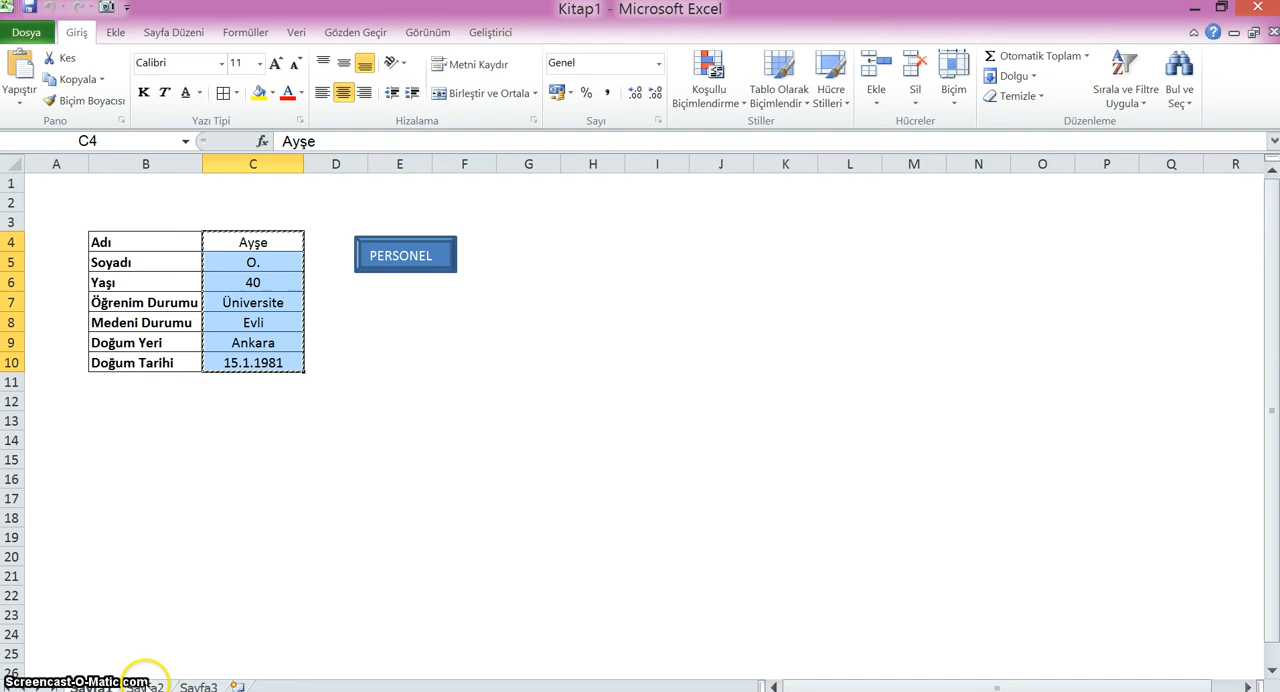 Kitap1 - Microsoft Excel
Dosya Giriş Ekle Sayfa Düzeni Formüller Veri Gözden Geçir Görünüm Geliştirici
Yapıştır
Kes
Kopyala
Biçim Boyacısı
Pano
Calibri 11
K T A
Yazı Tipi
Metni Kaydır
Birleştir ve Ortala
Hizalama
Genel
%
Sayı
Koşullu Biçimlendirme
Tablo Olarak Biçimlendir
Hücre Stilleri
Stiller
Ekle Sil Biçim
Hücreler
Otomatik Toplam
Dolgu
Temizle
Sırala ve Filtre Uygula
Bul ve Seç
Düzenleme
C4 fx Ayşe
A B C D E F G H I J K L M N O P Q R
1
2
3
4 Adı Ayşe
PERSONEL
5 Soyadı O.
6 Yaşı 40
7 Öğrenim Durumu Üniversite
8 Medeni Durumu Evli
9 Doğum Yeri Ankara
10 Doğum Tarihi 15.1.1981
11
12
13
14
15
16
17
18
19
20
21
22
23
24
25
26
Screencast-O-Matic.com
Sayfa1 Sayfa2 Sayfa3